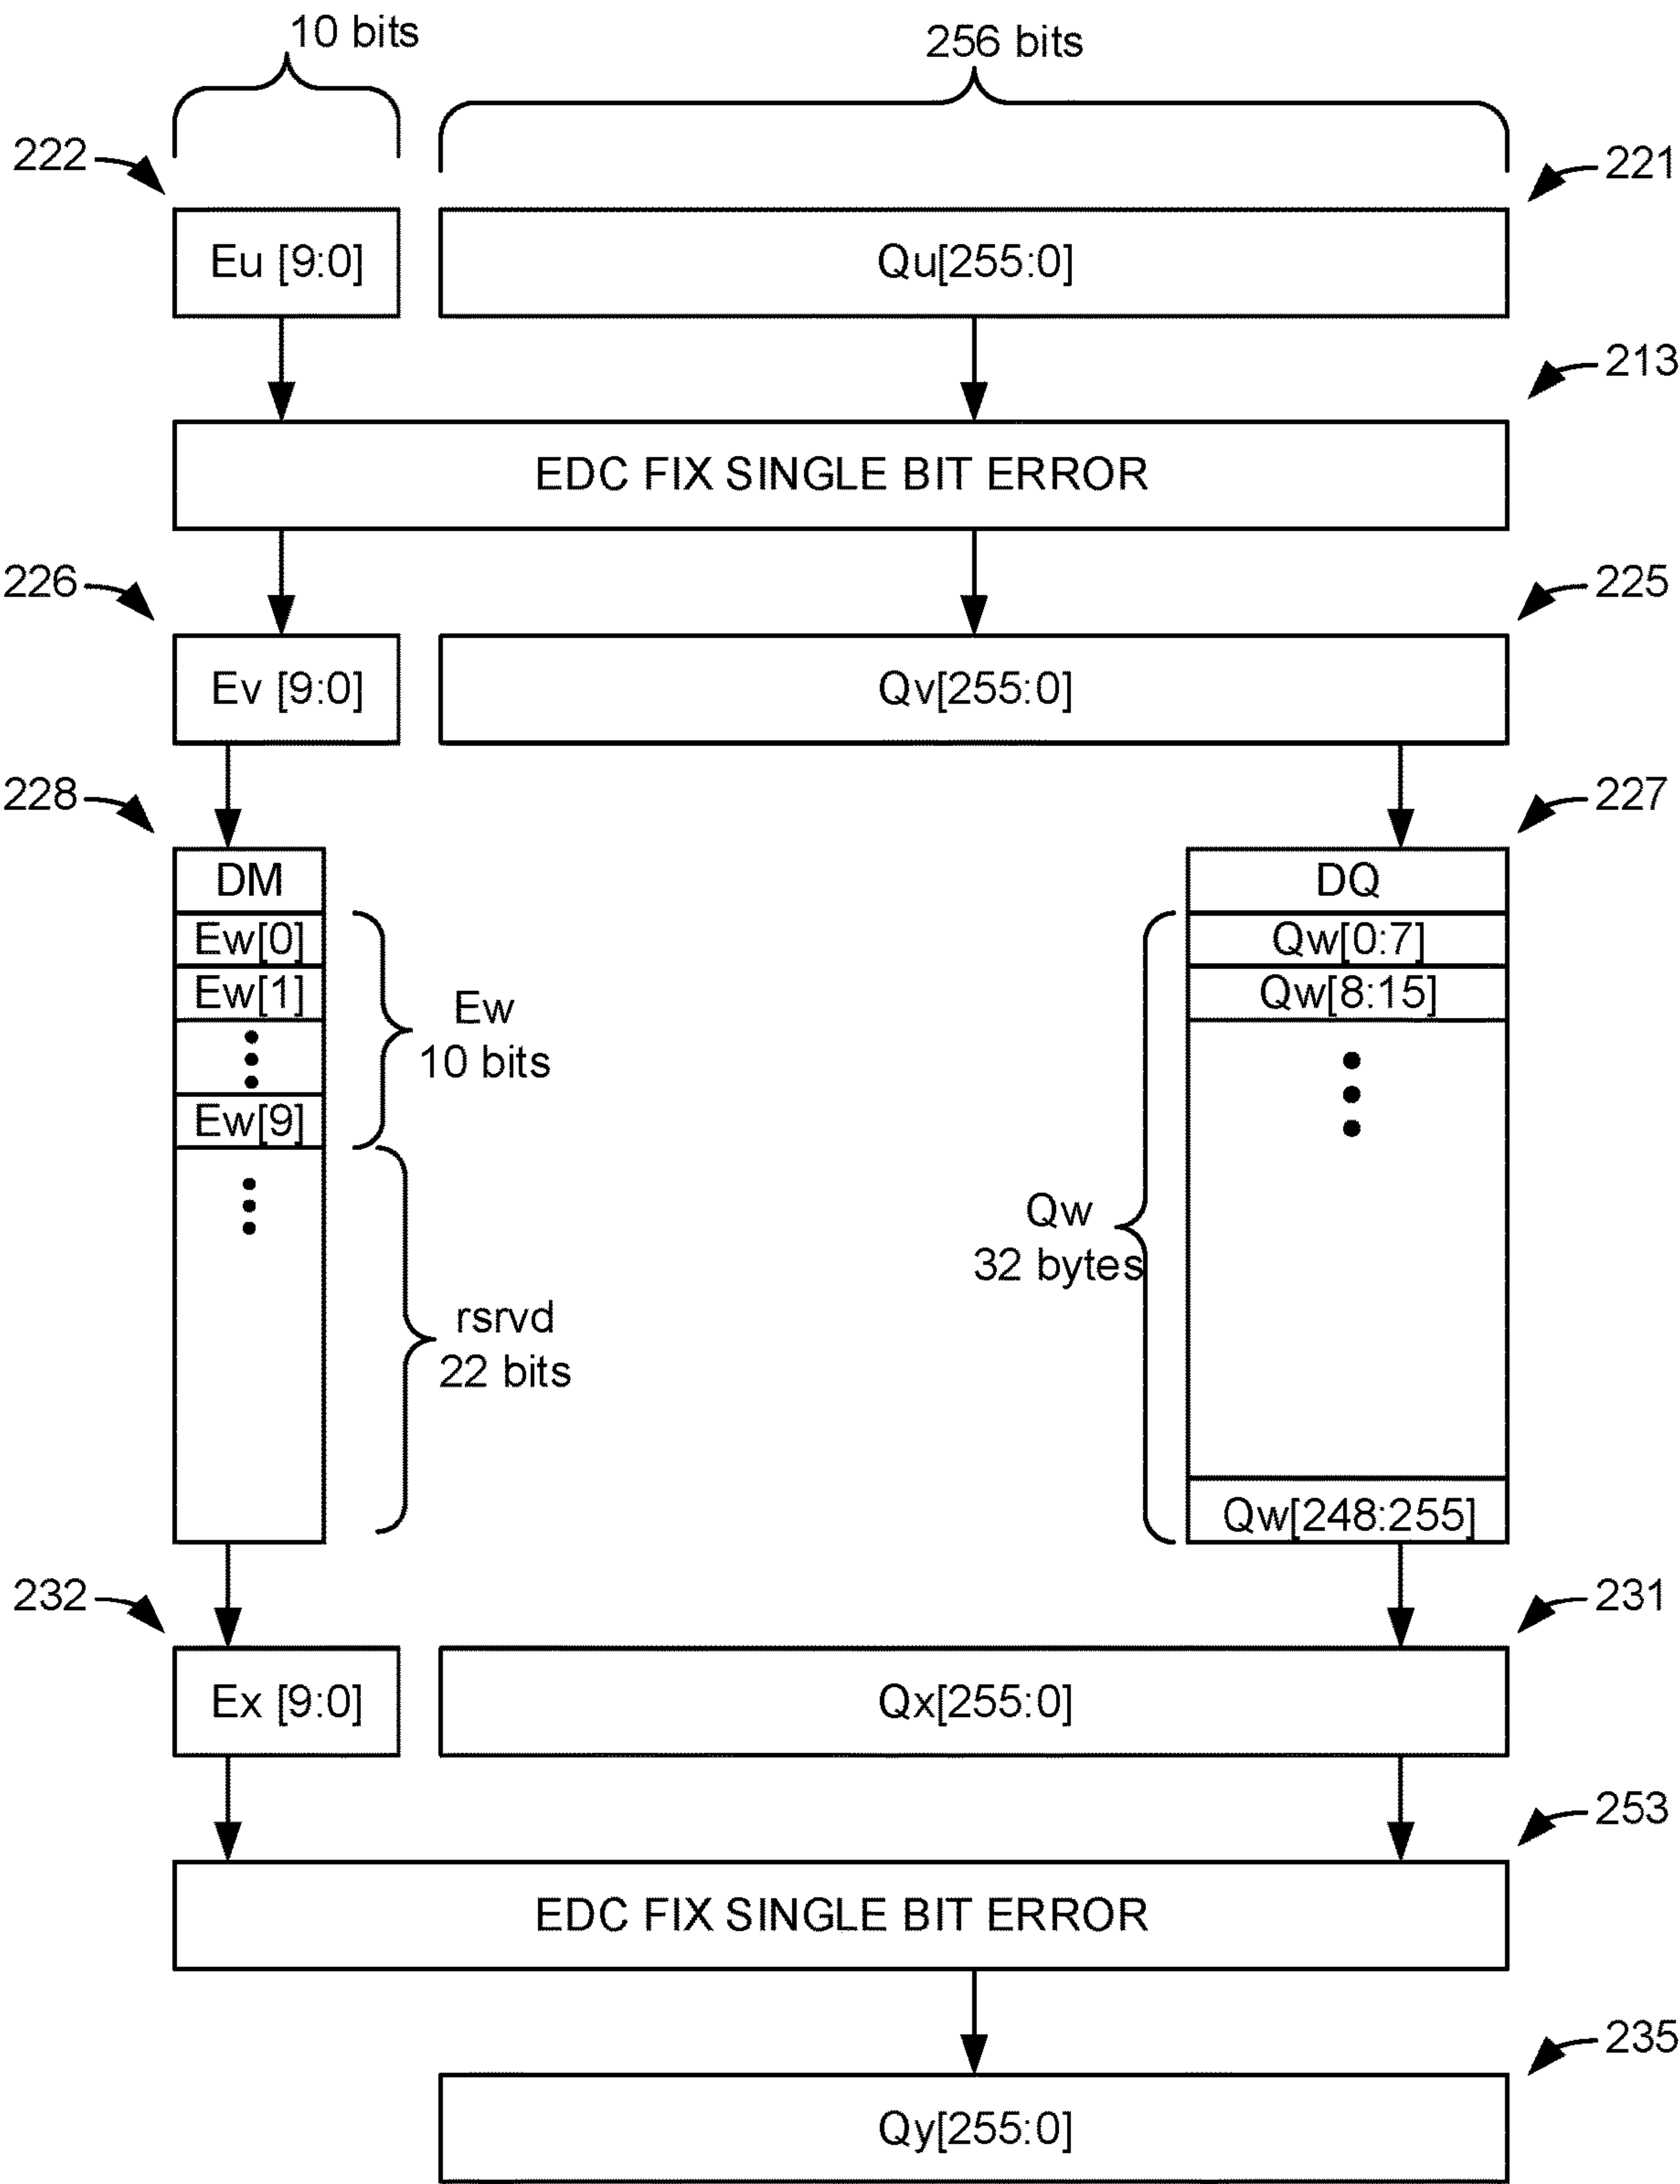 10 bits
256 bits
222
221
Eu [9:0]
Qu[255:0]
213
EDC FIX SINGLE BIT ERROR
226
225
Ev [9:0]
Qv[255:0]
228
227
DM
DQ
Ew[0]
Qw[0:7]
Ew[1]
Qw[8:15]
Ew
10 bits
Ew[9]
Qw
32 bytes
rsrvd
22 bits
Qw[248:255]
232
231
Ex [9:0]
Qx[255:0]
253
EDC FIX SINGLE BIT ERROR
235
Qy[255:0]